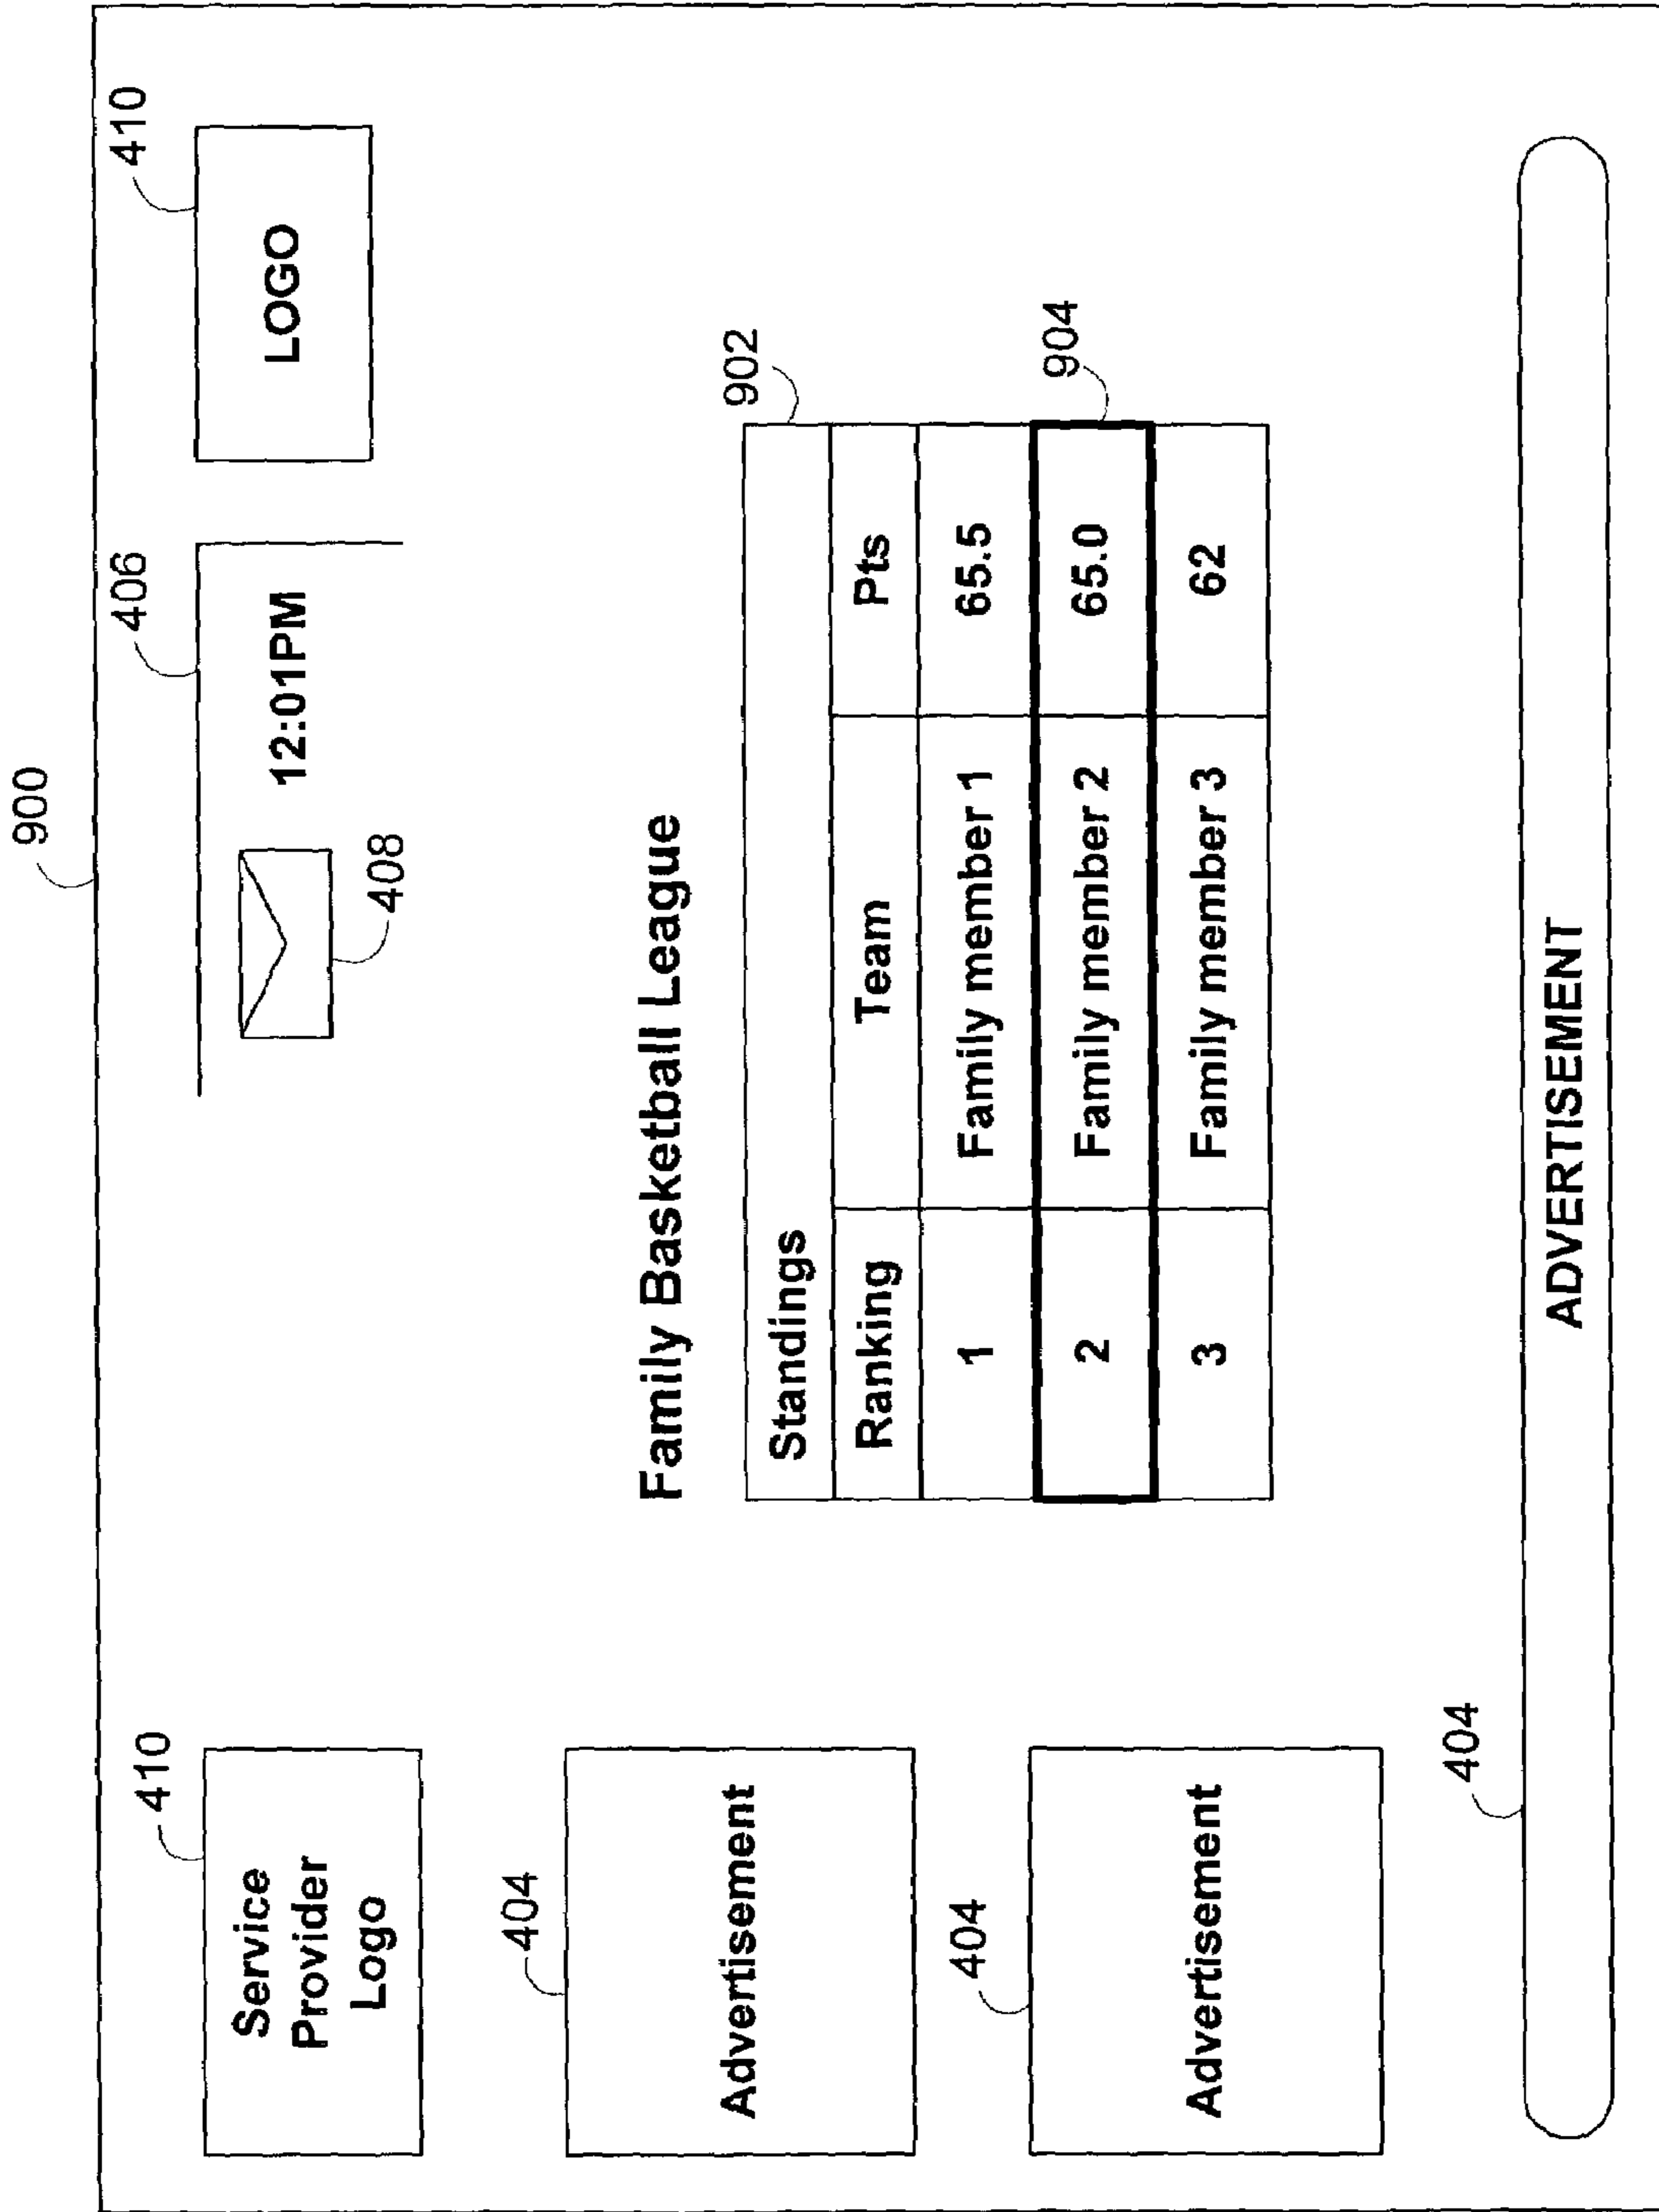 900
410
406
410
Service
Provider
Logo
12:01PM
LOGO
408
404
Advertisement
Family Basketball League
902
Standings
Ranking Team Pts
1 Family member 1 65.5
904
2 Family member 2 65.0
3 Family member 3 62
404
Advertisement
404
ADVERTISEMENT